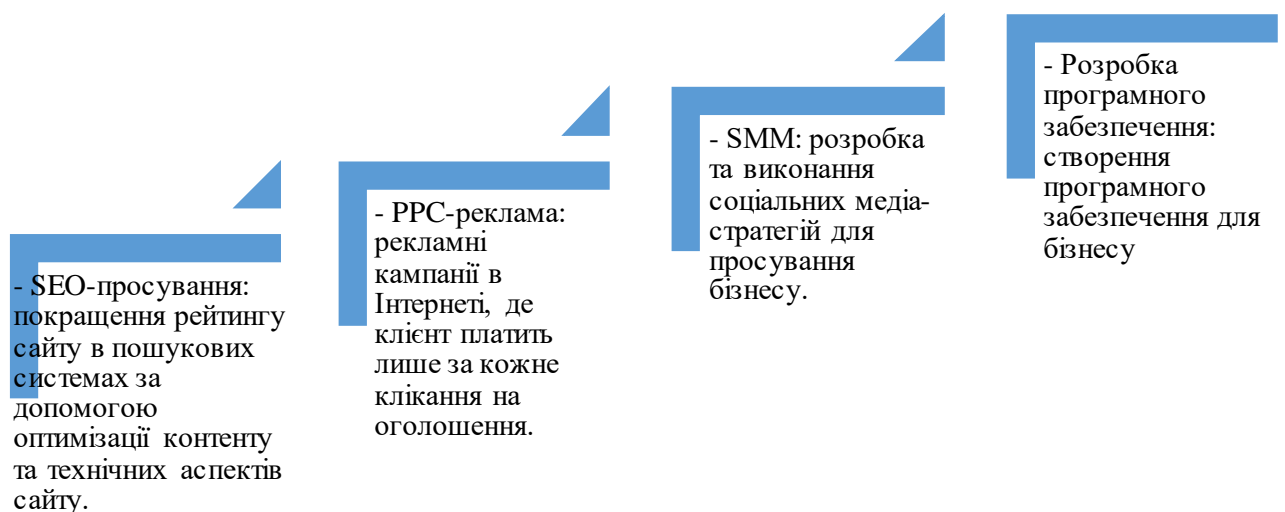 - SEO-просування:
покращення рейтингу
сайту в пошукових
системах за
допомогою
оптимізації контенту
та технічних аспектів
сайту.
- PPC-реклама:
рекламні
кампанії в
Інтернеті, де
клієнт платить
лише за кожне
клікання на
оголошення.
- SMM: розробка
та виконання
соціальних медіа-
стратегій для
просування
бізнесу.
- Розробка
програмного
забезпечення:
створення
програмного
забезпечення для
бізнесу